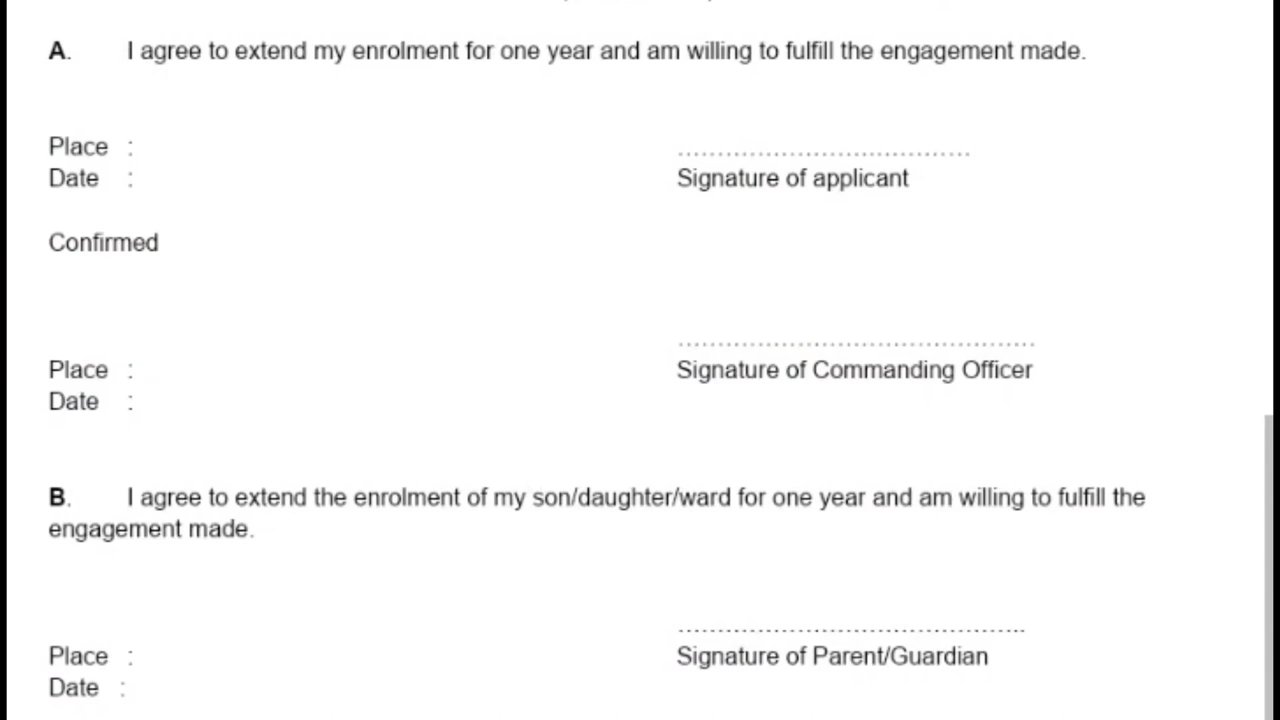 A. I agree to extend my enrolment for one year and am willing to fulfill the engagement made.
Place :
....................................
Date :
Signature of applicant
Confirmed
............................................
Place :
Signature of Commanding Officer
Date :
B. I agree to extend the enrolment of my son/daughter/ward for one year and am willing to fulfill the
engagement made.
...........................................
Place :
Signature of Parent/Guardian
Date :